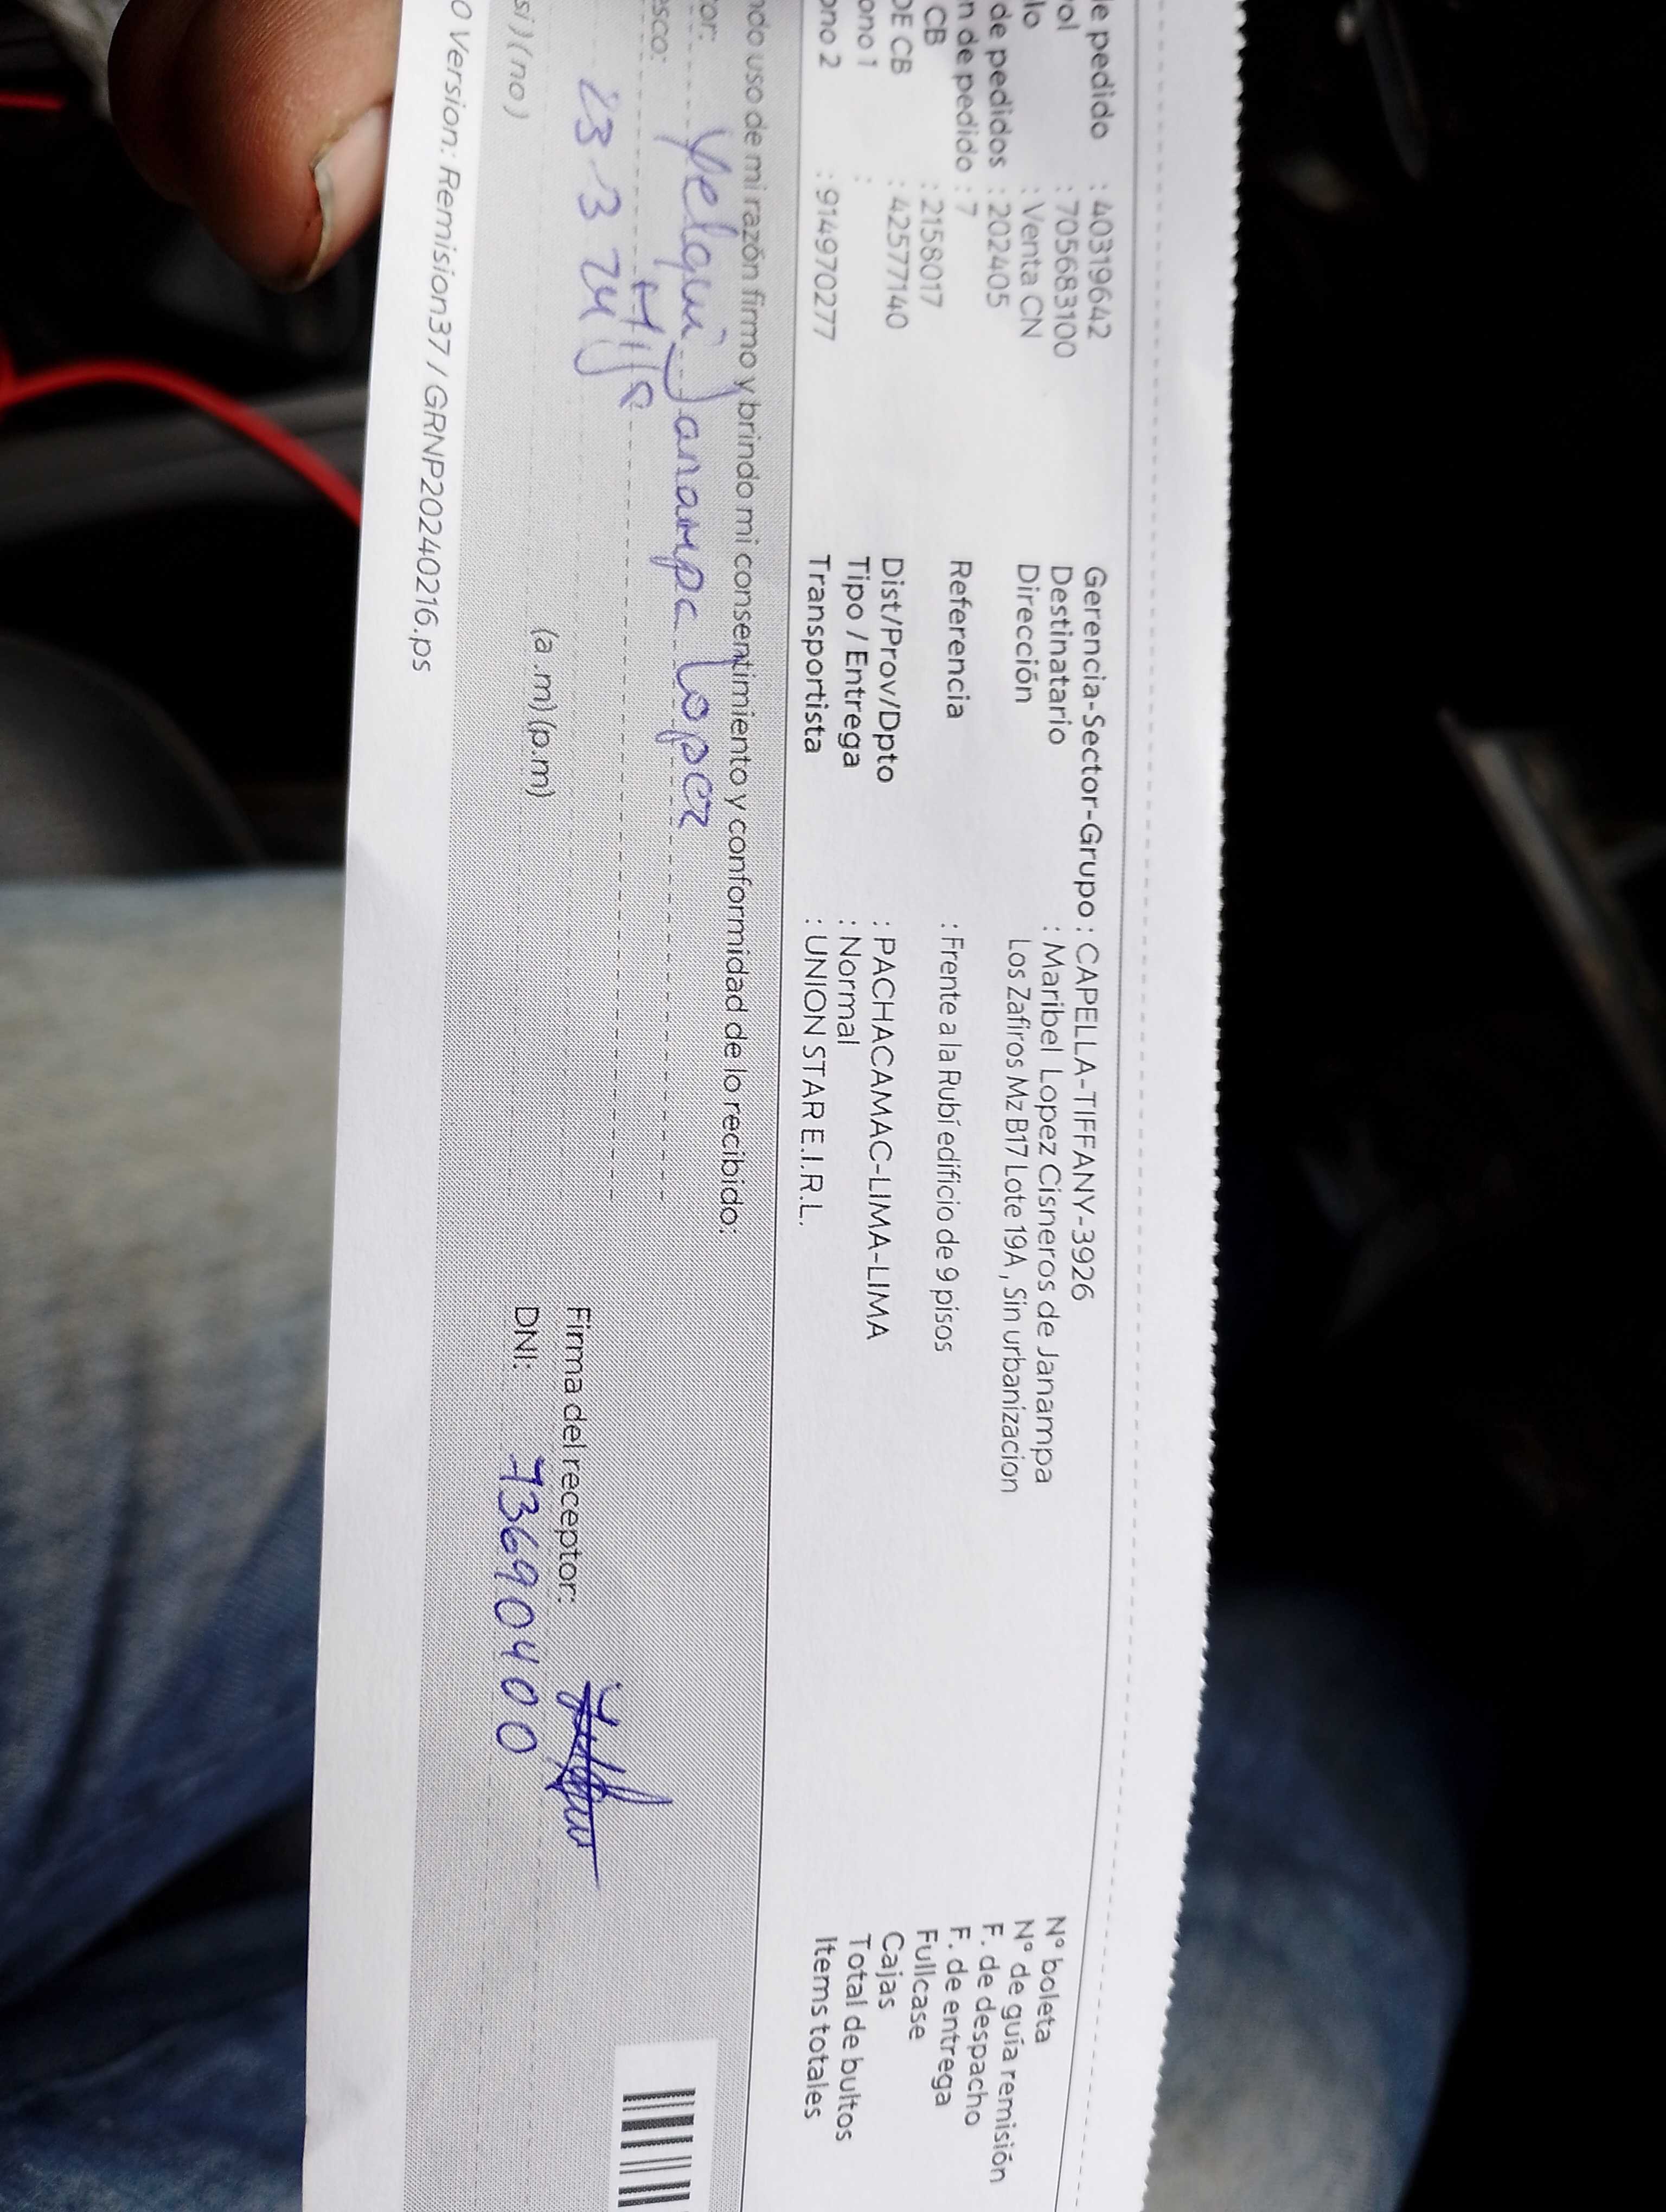 e pedido : 40319642
ol : 705683100
lo : Venta CN
de pedidos : 202405
n de pedido : 7
CB : 2158017
DE CB : 42577140
ono 1 :
ono 2 : 914970277
Gerencia-Sector-Grupo : CAPELLA-TIFFANY-3926
Destinatario : Maribel Lopez Cisneros de Janampa
Dirección Los Zafiros Mz B17 Lote 19A , Sin urbanizacion
Referencia : Frente a la Rubí edificio de 9 pisos
Dist/Prov/Dpto : PACHACAMAC-LIMA-LIMA
Tipo / Entrega : Normal
Transportista : UNION STAR E.I.R.L.
Nº boleta
Nº de guía remisión
F. de despacho
F. de entrega
Fullcase
Cajas
Total de bultos
Items totales
ndo uso de mi razón firmo y brindo mi consentimiento y conformidad de lo recibido:
or: Yelqui Janampa Lopez
esco: Hija
23 3 24
si ) ( no ) (a .m) (p.m)
Firma del receptor:
DNI: 73690400
0 Version: Remision37 / GRNP20240216.ps